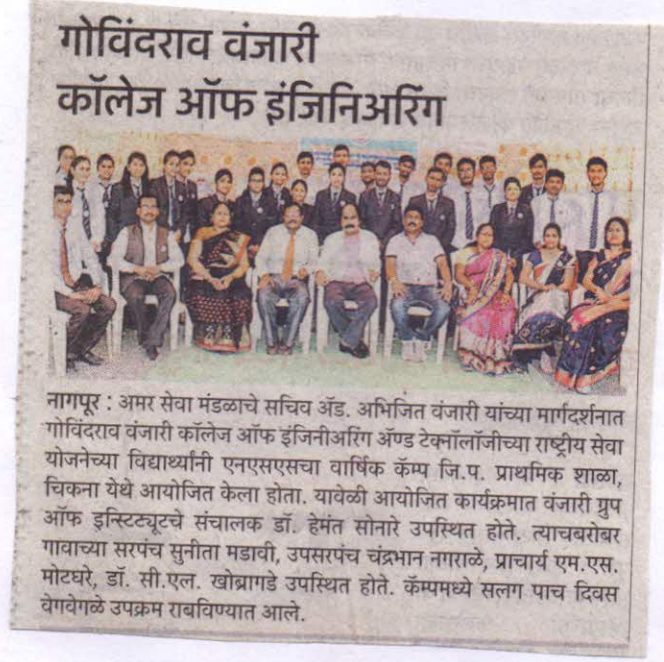 गोविंदराव वंजारी
कॉलेज ऑफ इंजिनिअरिंग
नागपूर : अमर सेवा मंडळाचे सचिव ॲड. अभिजित वंजारी यांच्या मार्गदर्शनात
गोविंदराव वंजारी कॉलेज ऑफ इंजिनीअरिंग ॲण्ड टेक्नॉलॉजीच्या राष्ट्रीय सेवा
योजनेच्या विद्यार्थ्यांनी एनएसएसचा वार्षिक कॅम्प जि.प. प्राथमिक शाळा,
चिकना येथे आयोजित केला होता. यावेळी आयोजित कार्यक्रमात वंजारी ग्रुप
ऑफ इन्स्टिट्यूटचे संचालक डॉ. हेमंत सोनारे उपस्थित होते. त्याचबरोबर
गावाच्या सरपंच सुनीता मडावी, उपसरपंच चंद्रभान नगराळे, प्राचार्य एम.एस.
मोटघरे, डॉ. सी.एल. खोब्रागडे उपस्थित होते. कॅम्पमध्ये सलग पाच दिवस
वेगवेगळे उपक्रम राबविण्यात आले.